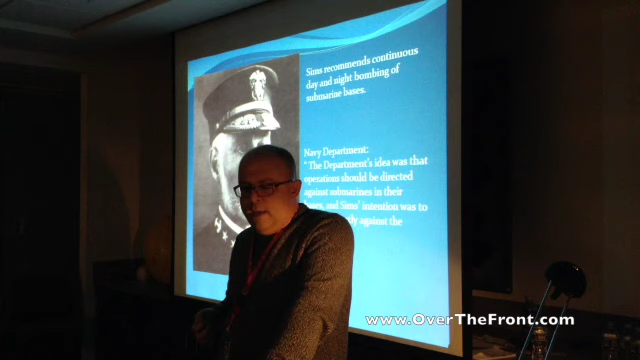 Sims recommends continuous
day and night bombing of
submarine bases.
Navy Department:
" The Department's idea was that
operations should be directed
against submarines in their
and Sims' intention was to
against the
www.OverTheFront.com